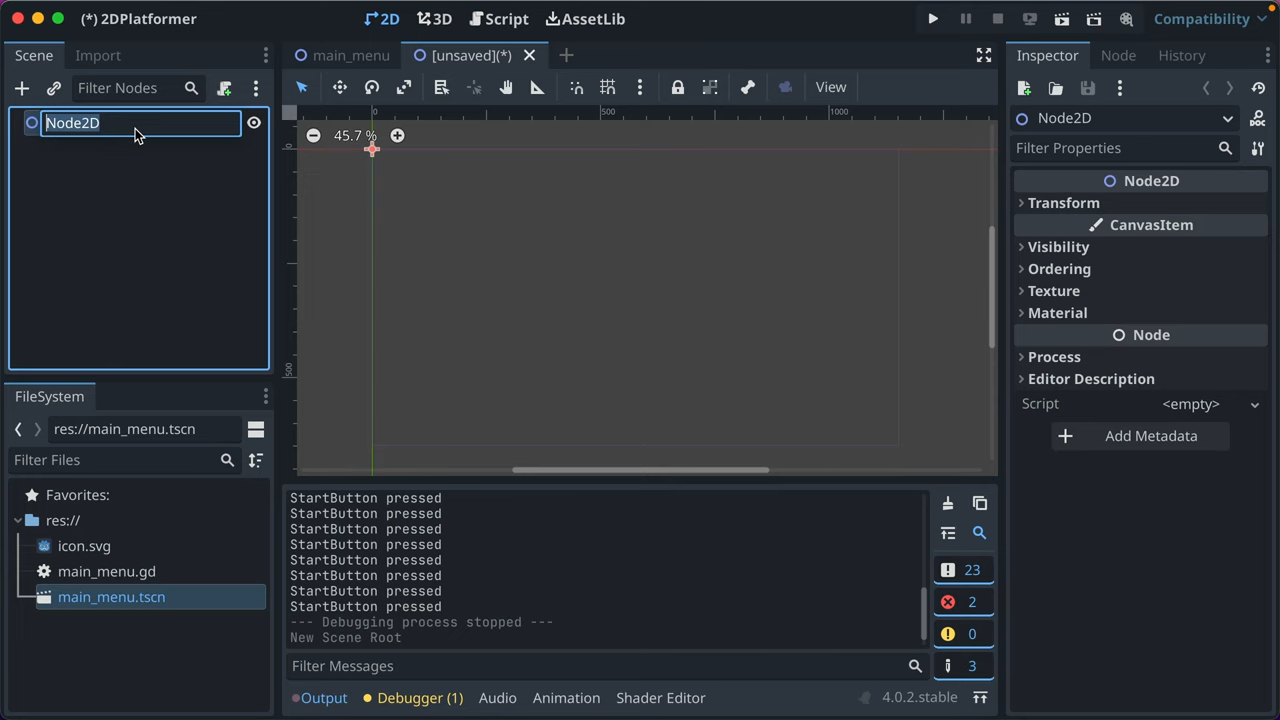 (*) 2DPlatformer
2D
3D
Script
AssetLib
Compatibility
Scene
Import
main_menu
[unsaved](*)
Inspector
Node
History
Filter Nodes
View
Node2D
0
500
1000
45.7 %
0
500
Node2D
Filter Properties
Node2D
Transform
CanvasItem
Visibility
Ordering
Texture
Material
Node
Process
Editor Description
Script
<empty>
Add Metadata
FileSystem
res://main_menu.tscn
Filter Files
Favorites:
res://
icon.svg
main_menu.gd
main_menu.tscn
StartButton pressed
StartButton pressed
StartButton pressed
StartButton pressed
StartButton pressed
StartButton pressed
StartButton pressed
StartButton pressed
--- Debugging process stopped ---
New Scene Root
23
2
0
3
Filter Messages
Output
Debugger (1)
Audio
Animation
Shader Editor
4.0.2.stable